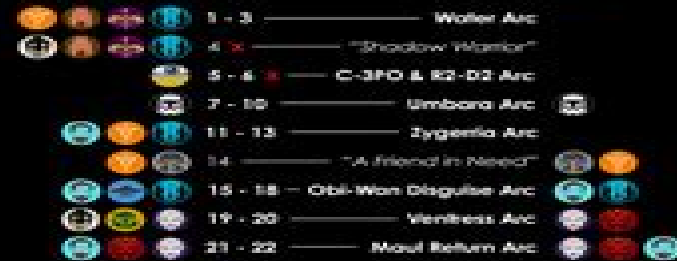 1 - 3 Water Arc
4 X "Shadow Warrior"
5 - 6 X C-3PO & R2-D2 Arc
7 - 10 Umbara Arc
11 - 13 Zygerria Arc
14 "A Friend in Need"
15 - 18 Obi-Wan Disguise Arc
19 - 20 Ventress Arc
21 - 22 Maul Return Arc